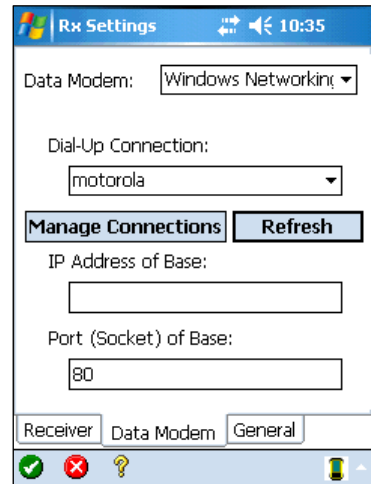 Rx Settings 10:35
Data Modem: Windows Networking
Dial-Up Connection:
motorola
Manage Connections Refresh
IP Address of Base:
Port (Socket) of Base:
80
Receiver Data Modem General
?